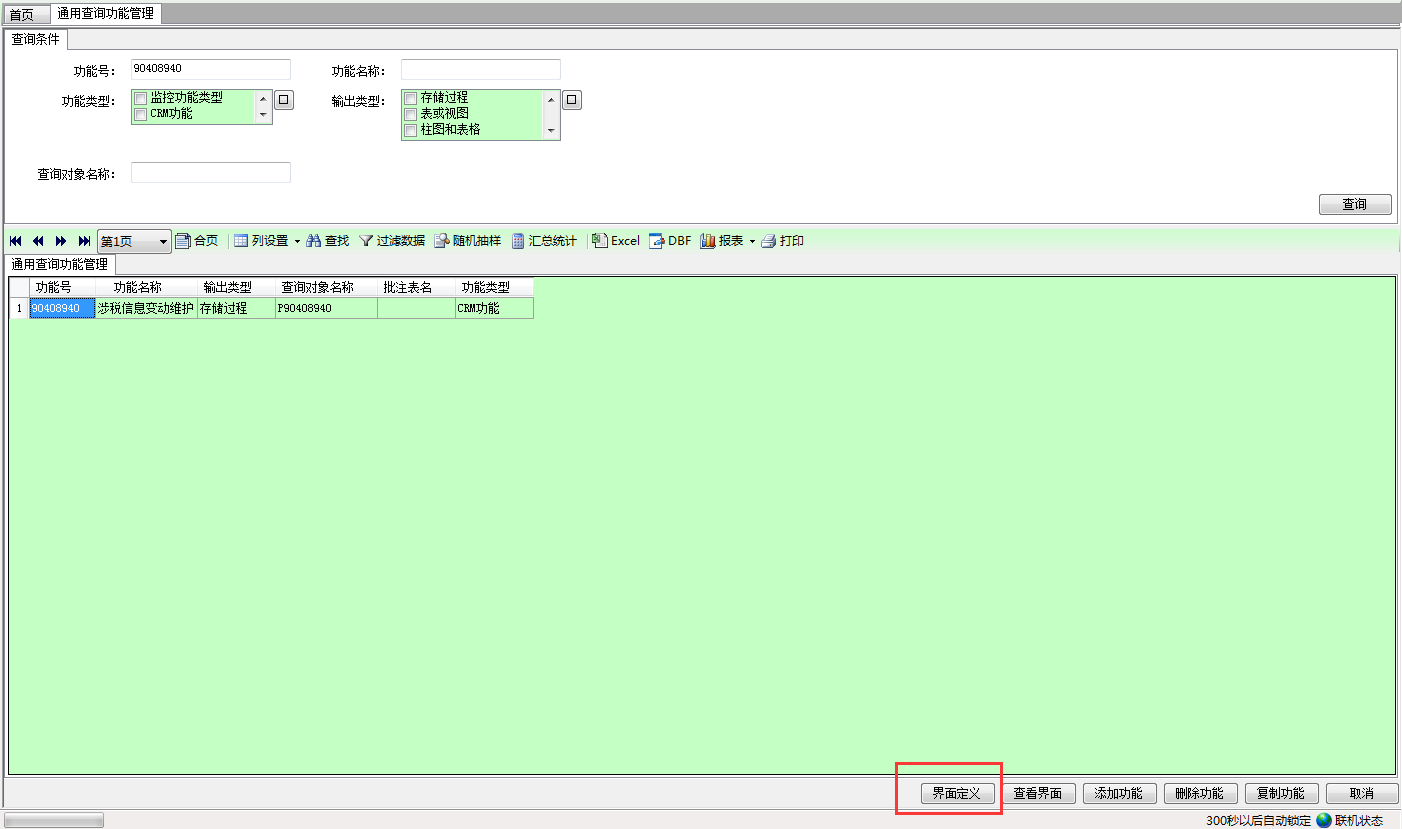 首页 通用查询功能管理
查询条件
功能号： 90408940 功能名称：
功能类型： 监控功能类型 输出类型： 存储过程
CRM功能 表或视图
柱图和表格
查询对象名称：
查询
第1页 合页 列设置 查找 过滤数据 随机抽样 汇总统计 Excel DBF 报表 打印
通用查询功能管理
功能号 功能名称 输出类型 查询对象名称 批注表名 功能类型
1 90408940 涉税信息变动维护 存储过程 P90408940 CRM功能
界面定义 查看界面 添加功能 删除功能 复制功能 取消
300秒以后自动锁定 联机状态